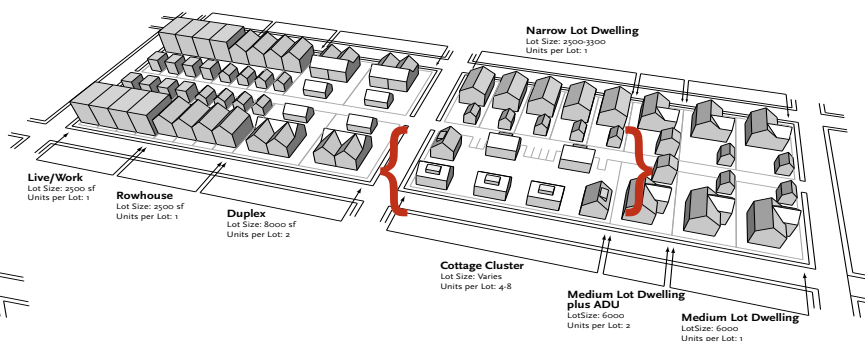 Narrow Lot Dwelling
Lot Size: 2500-3300
Units per Lot: 1
Live/Work
Lot Size: 2500 sf
Units per Lot: 1
Rowhouse
Lot Size: 2500 sf
Units per Lot: 1
Duplex
Lot Size: 8000 sf
Units per Lot: 2
Cottage Cluster
Lot Size: Varies
Units per Lot: 4-8
Medium Lot Dwelling
plus ADU
LotSize: 6000
Units per Lot: 2
Medium Lot Dwelling
LotSize: 6000
Units per Lot: 1